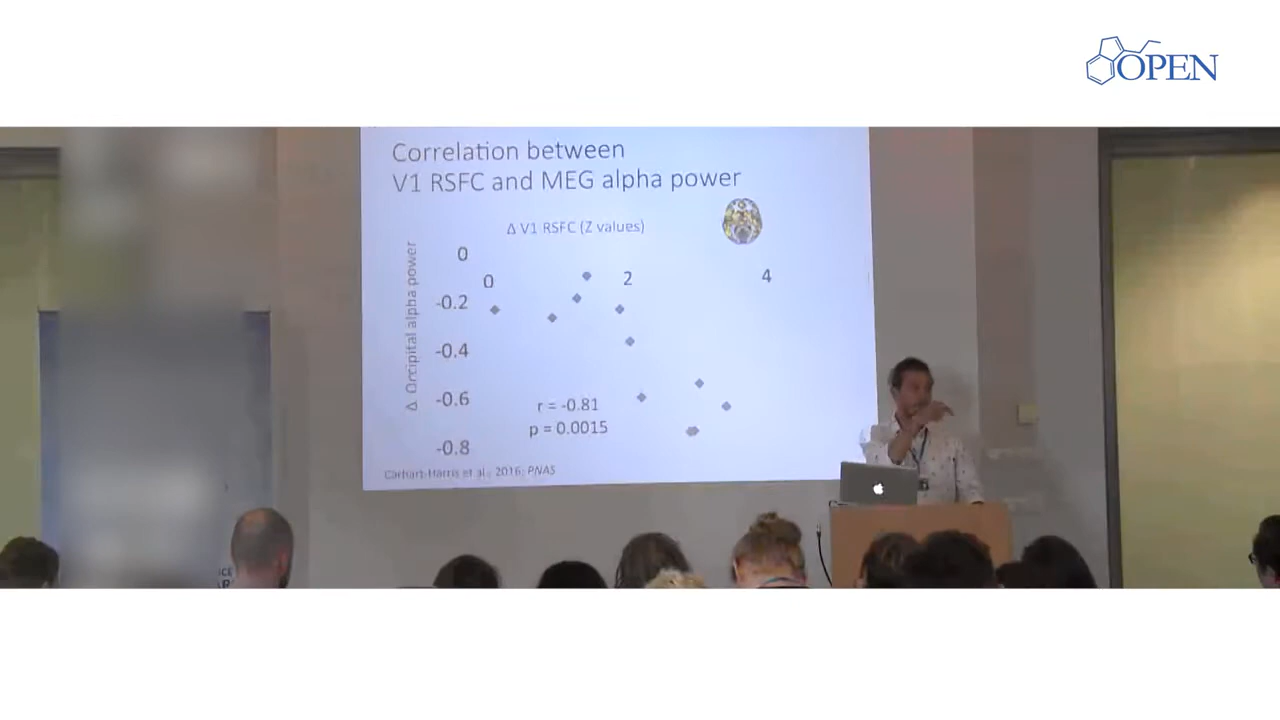 OPEN
Correlation between
V1 RSFC and MEG alpha power
Δ V1 RSFC (Z values)
0
0
2
4
Δ Occipital alpha power
-0.2
-0.4
-0.6
-0.8
r = -0.81
p = 0.0015
Carhart-Harris et al., 2016, PNAS